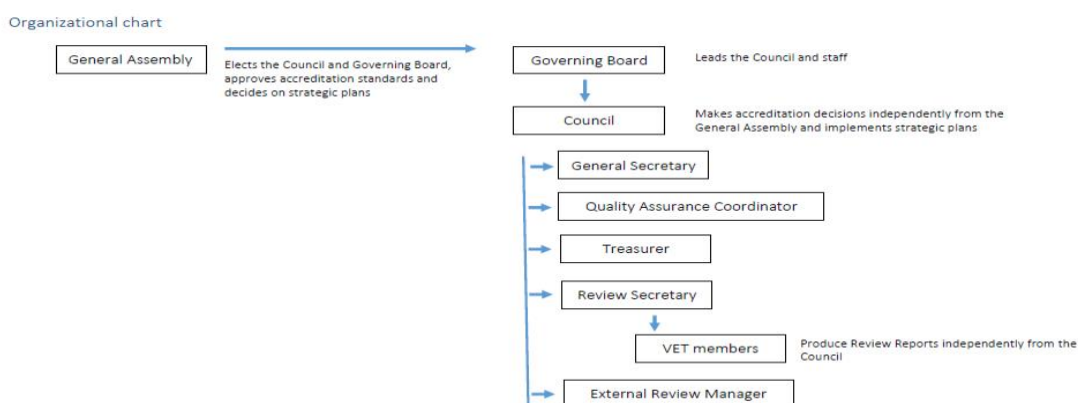 Organizational chart
General Assembly
Elects the Council and Governing Board,
approves accreditation standards and
decides on strategic plans
Governing Board
Leads the Council and staff
Council
Makes accreditation decisions independently from the
General Assembly and implements strategic plans
General Secretary
Quality Assurance Coordinator
Treasurer
Review Secretary
VET members
Produce Review Reports independently from the
Council
External Review Manager